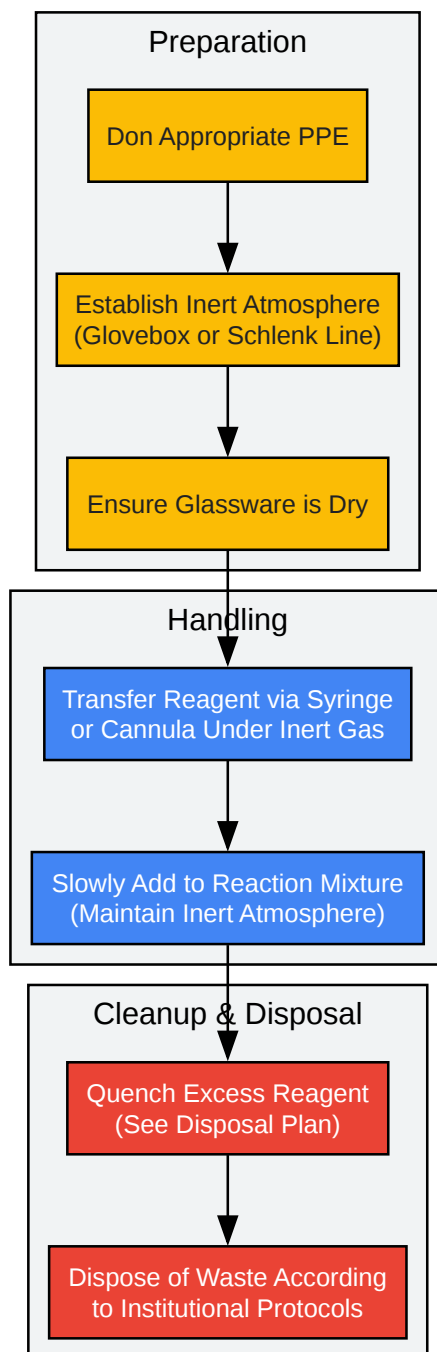 Preparation
Don Appropriate PPE
Establish Inert Atmosphere
(Glovebox or Schlenk Line)
Ensure Glassware is Dry
Handling
Transfer Reagent via Syringe
or Cannula Under Inert Gas
Slowly Add to Reaction Mixture
(Maintain Inert Atmosphere)
Cleanup & Disposal
Quench Excess Reagent
(See Disposal Plan)
Dispose of Waste According
to Institutional Protocols